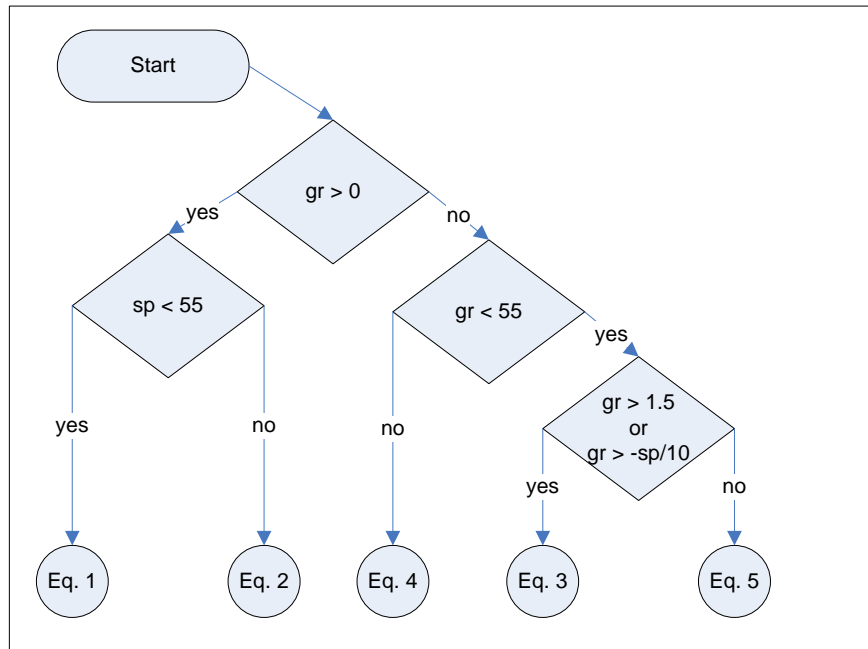 Start
gr > 0
yes
no
sp < 55
gr < 55
yes
gr > 1.5
or
gr > -sp/10
yes
no
no
yes
no
Eq. 1
Eq. 2
Eq. 4
Eq. 3
Eq. 5